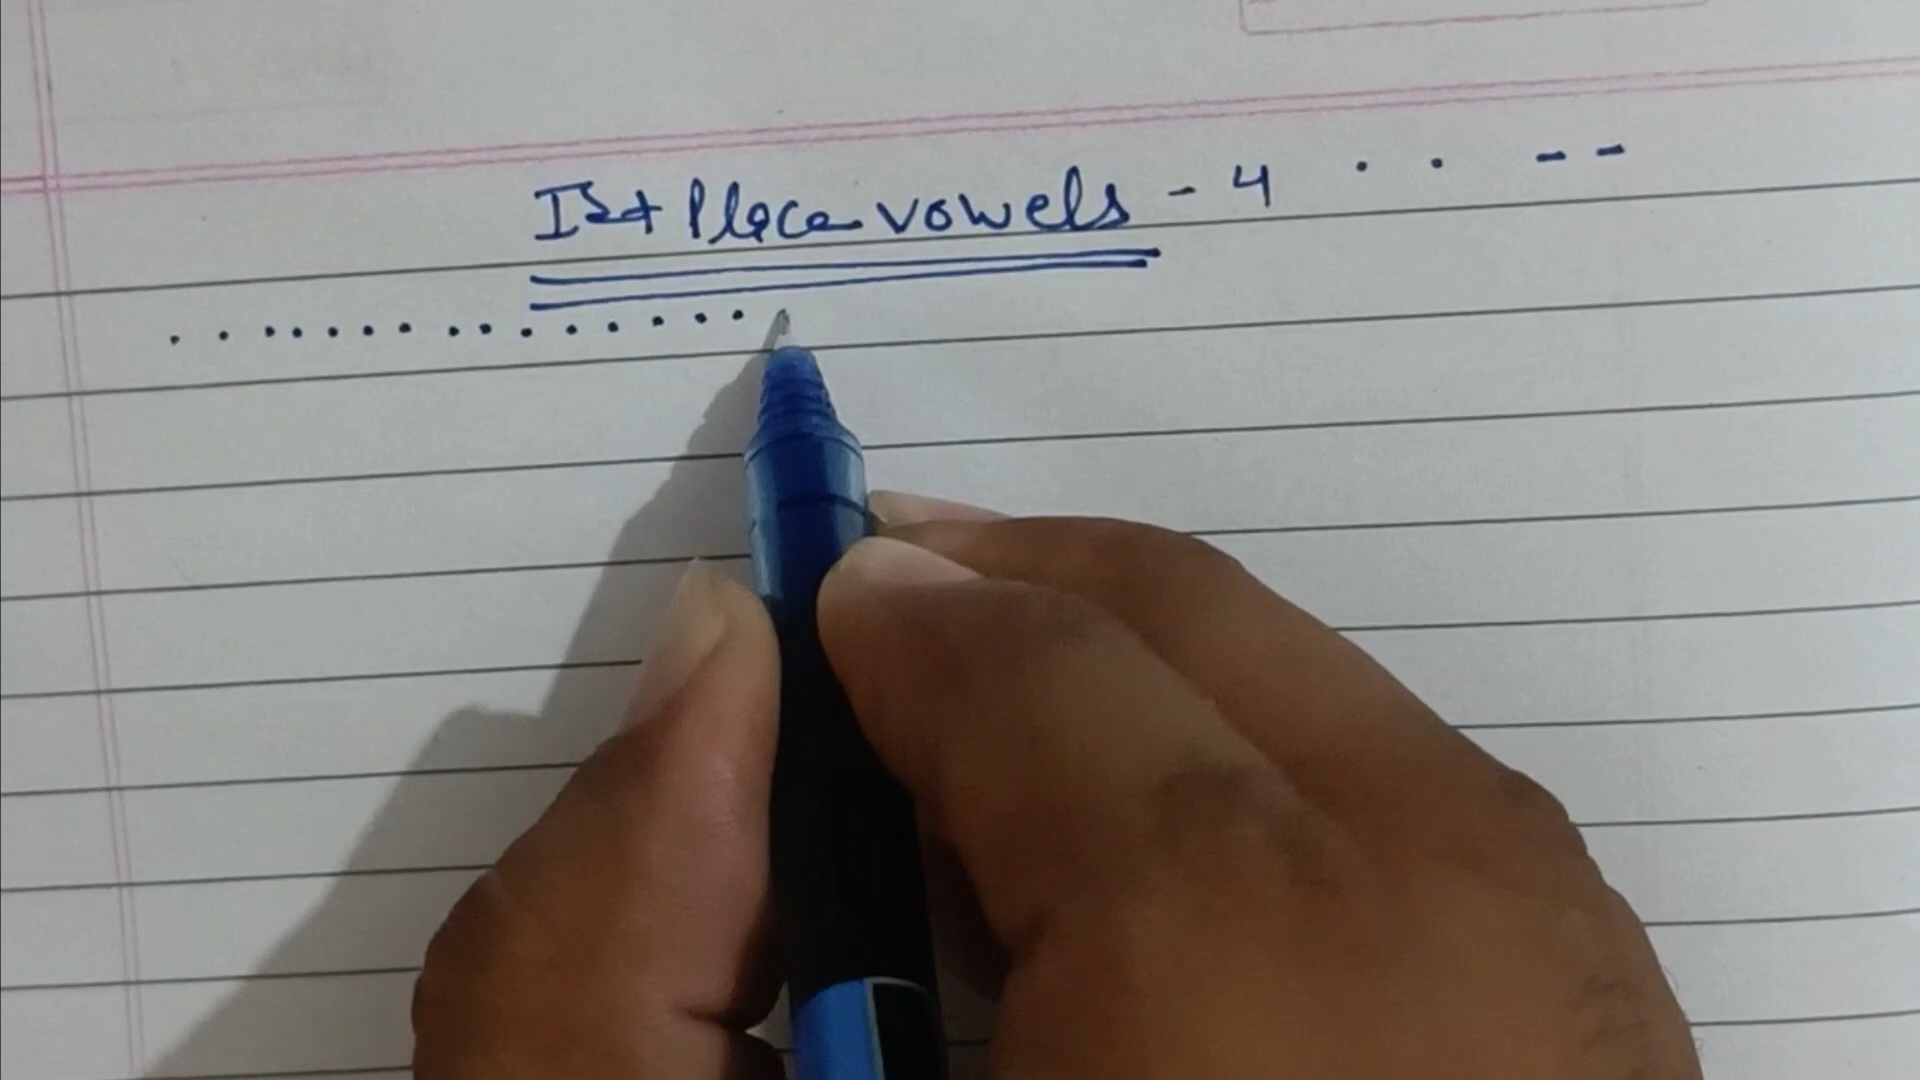 Ist Place vowels - 4 . . - -
. . . . . . . . . . . . . . .